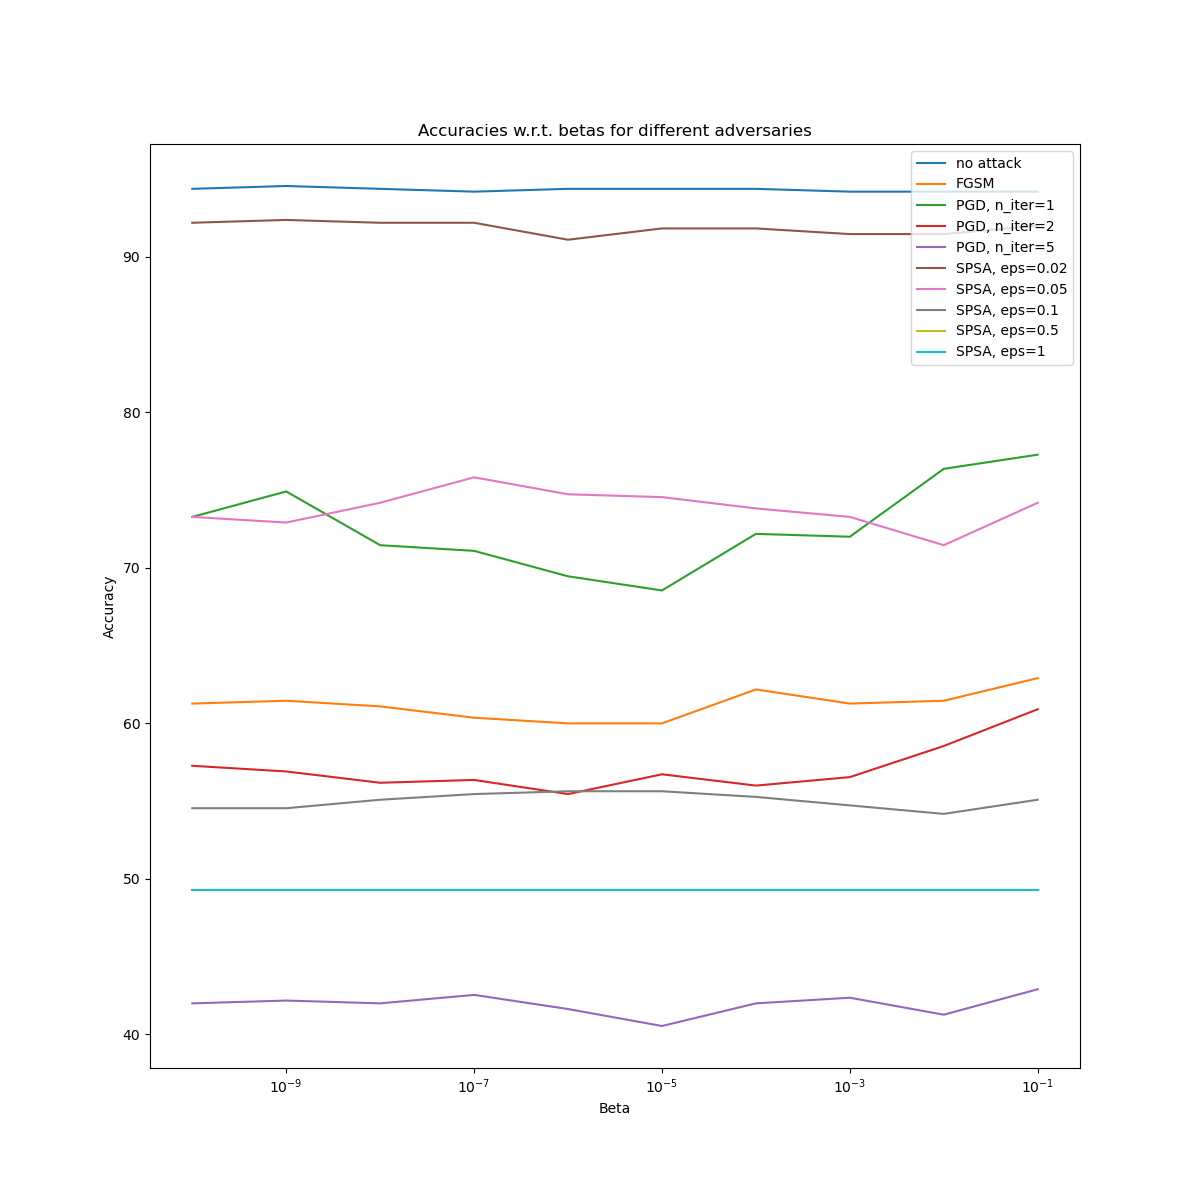 Accuracies w.r.t. betas for different adversaries
no attack
FGSM
PGD, n_iter=1
PGD, n_iter=2
PGD, n_iter=5
SPSA, eps=0.02
SPSA, eps=0.05
SPSA, eps=0.1
SPSA, eps=0.5
SPSA, eps=1
90
80
70
60
50
40
Accuracy
10⁻⁹ 10⁻⁷ 10⁻⁵ 10⁻³ 10⁻¹
Beta